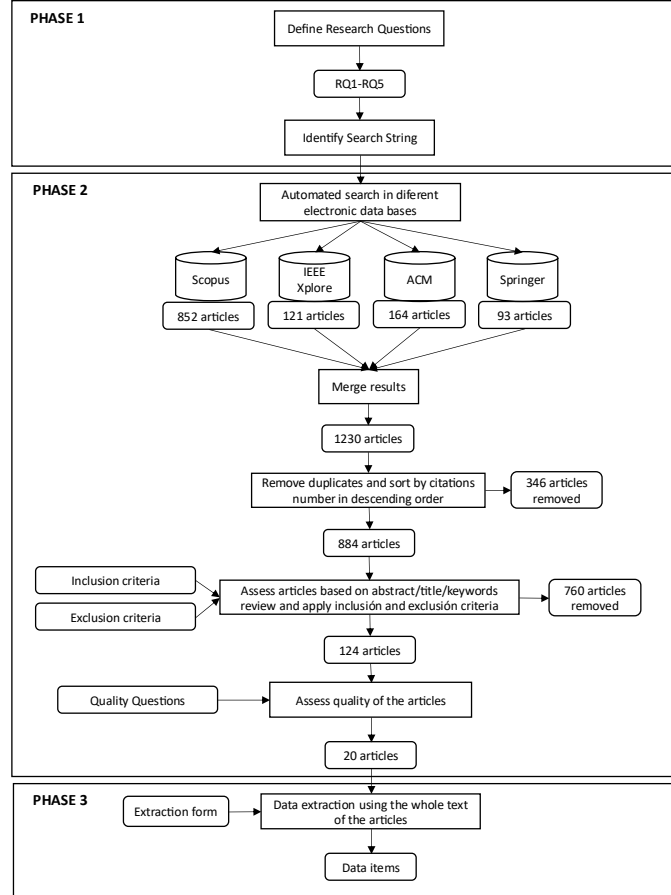 PHASE 1
Define Research Questions
RQ1-RQ5
Identify Search String
PHASE 2
Automated search in diferent
electronic data bases
Scopus
IEEE
Xplore
ACM
Springer
852 articles
121 articles
164 articles
93 articles
Merge results
1230 articles
Remove duplicates and sort by citations
number in descending order
346 articles
removed
884 articles
Inclusion criteria
Exclusion criteria
Assess articles based on abstract/title/keywords
review and apply inclusión and exclusión criteria
760 articles
removed
124 articles
Quality Questions
Assess quality of the articles
20 articles
PHASE 3
Extraction form
Data extraction using the whole text
of the articles
Data items